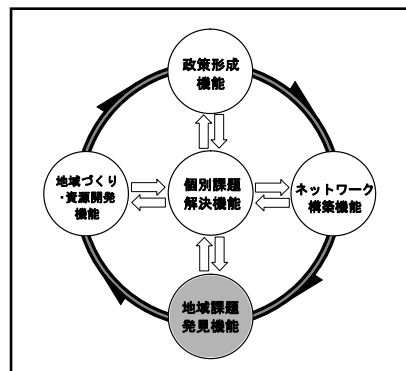 政策形成
機能
地域づくり
・資源開発
機能
個別課題
解決機能
ネットワーク
構築機能
地域課題
発見機能